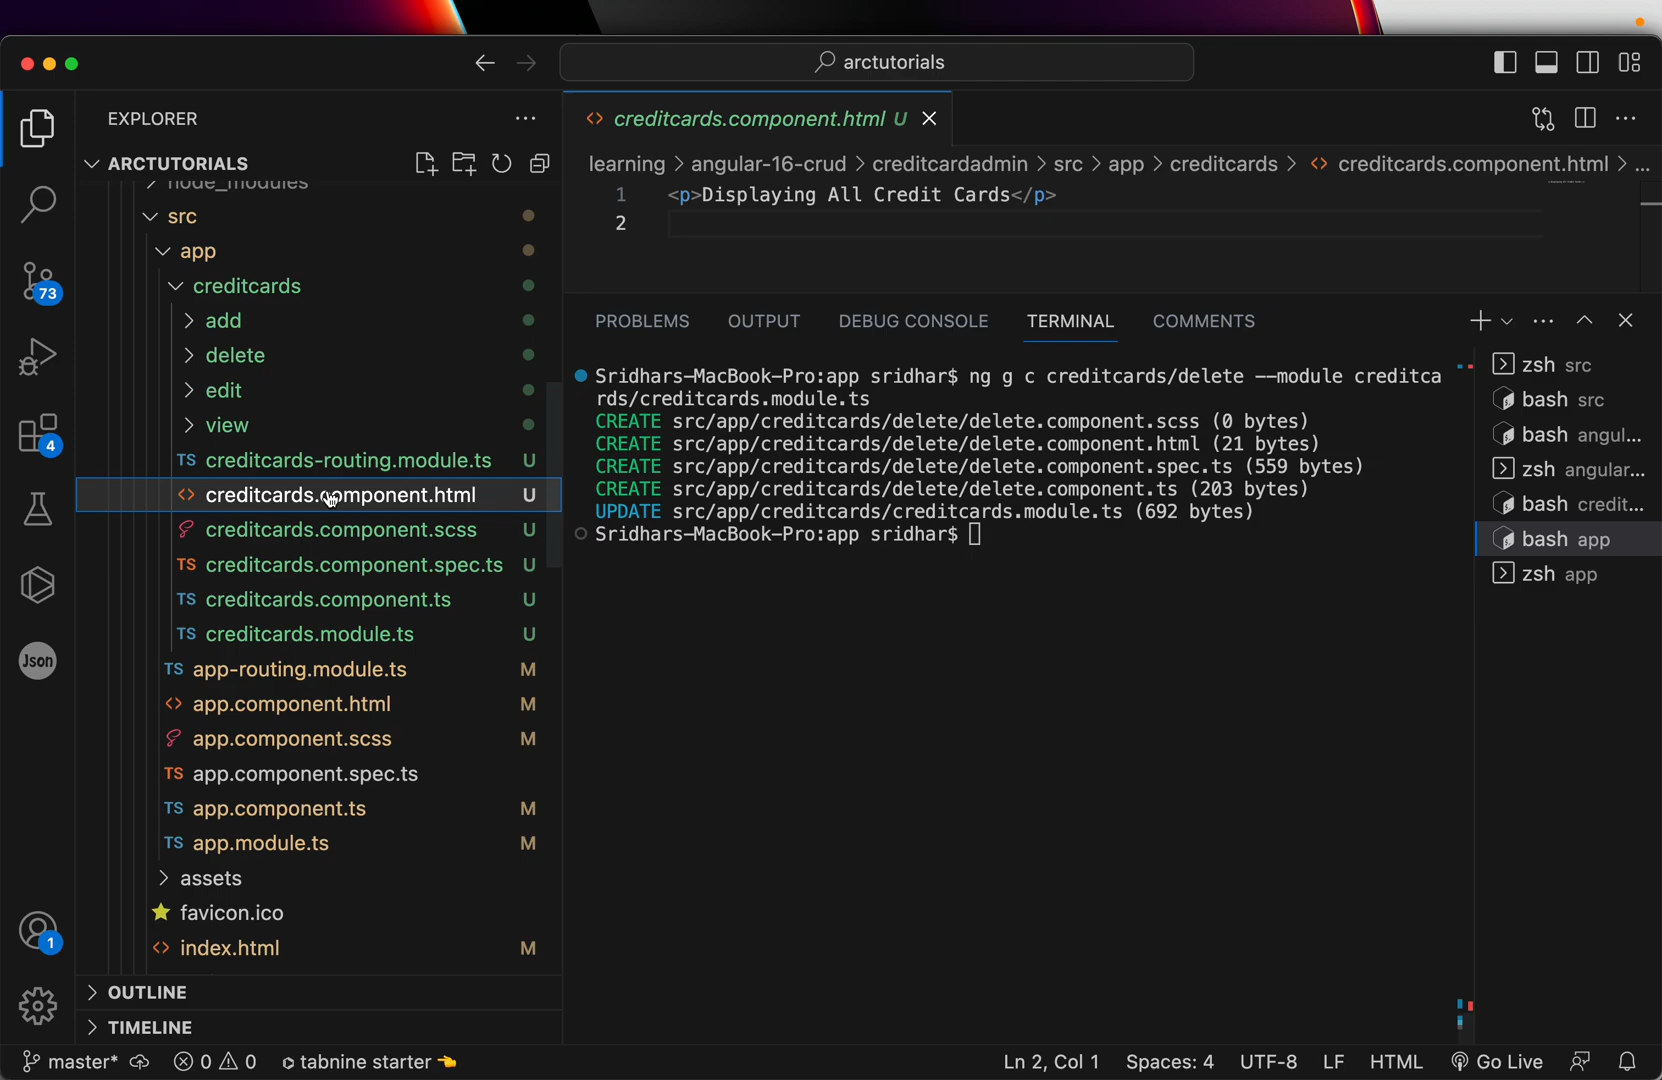 arctutorials
EXPLORER
creditcards.component.html U
ARCTUTORIALS
learning > angular-16-crud > creditcardadmin > src > app > creditcards > creditcards.component.html > ...
node_modules
1 <p>Displaying All Credit Cards</p>
2
src
app
creditcards
add
delete
edit
view
TS creditcards-routing.module.ts U
creditcards.component.html U
creditcards.component.scss U
TS creditcards.component.spec.ts U
TS creditcards.component.ts U
TS creditcards.module.ts U
TS app-routing.module.ts M
app.component.html M
app.component.scss M
TS app.component.spec.ts
TS app.component.ts M
TS app.module.ts M
assets
favicon.ico
index.html M
OUTLINE
TIMELINE
73
4
Json
1
PROBLEMS OUTPUT DEBUG CONSOLE TERMINAL COMMENTS
Sridhars-MacBook-Pro:app sridhar$ ng g c creditcards/delete --module creditca
rds/creditcards.module.ts
CREATE src/app/creditcards/delete/delete.component.scss (0 bytes)
CREATE src/app/creditcards/delete/delete.component.html (21 bytes)
CREATE src/app/creditcards/delete/delete.component.spec.ts (559 bytes)
CREATE src/app/creditcards/delete/delete.component.ts (203 bytes)
UPDATE src/app/creditcards/creditcards.module.ts (692 bytes)
Sridhars-MacBook-Pro:app sridhar$
zsh src
bash src
bash angul...
zsh angular...
bash credit...
bash app
zsh app
master* 0 0 tabnine starter Ln 2, Col 1 Spaces: 4 UTF-8 LF HTML Go Live